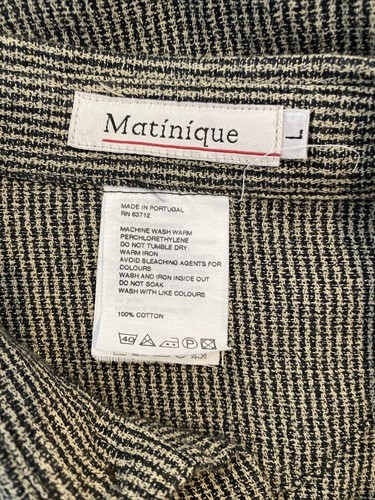 Matinique
L
MADE IN PORTUGAL
RN 63712
MACHINE WASH WARM
PERCHLORETHYLENE
DO NOT TUMBLE DRY
WARM IRON
AVOID BLEACHING AGENTS FOR
COLOURS
WASH AND IRON INSIDE OUT
DO NOT SOAK
WASH WITH LIKE COLOURS
100% COTTON
40 P